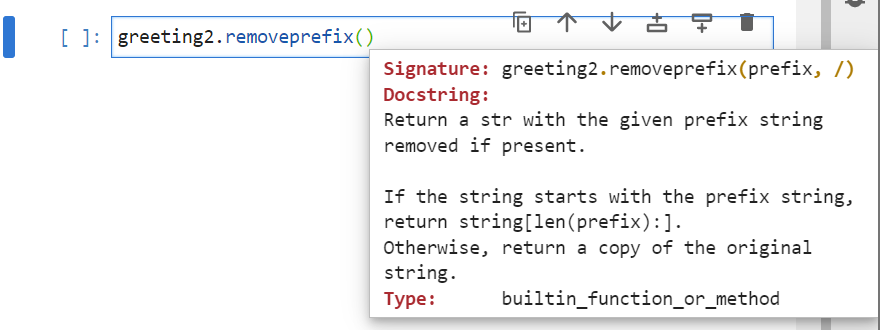 [ ]: greeting2.removeprefix()
Signature: greeting2.removeprefix(prefix, /)
Docstring:
Return a str with the given prefix string
removed if present.
If the string starts with the prefix string,
return string[len(prefix):].
Otherwise, return a copy of the original
string.
Type: builtin_function_or_method